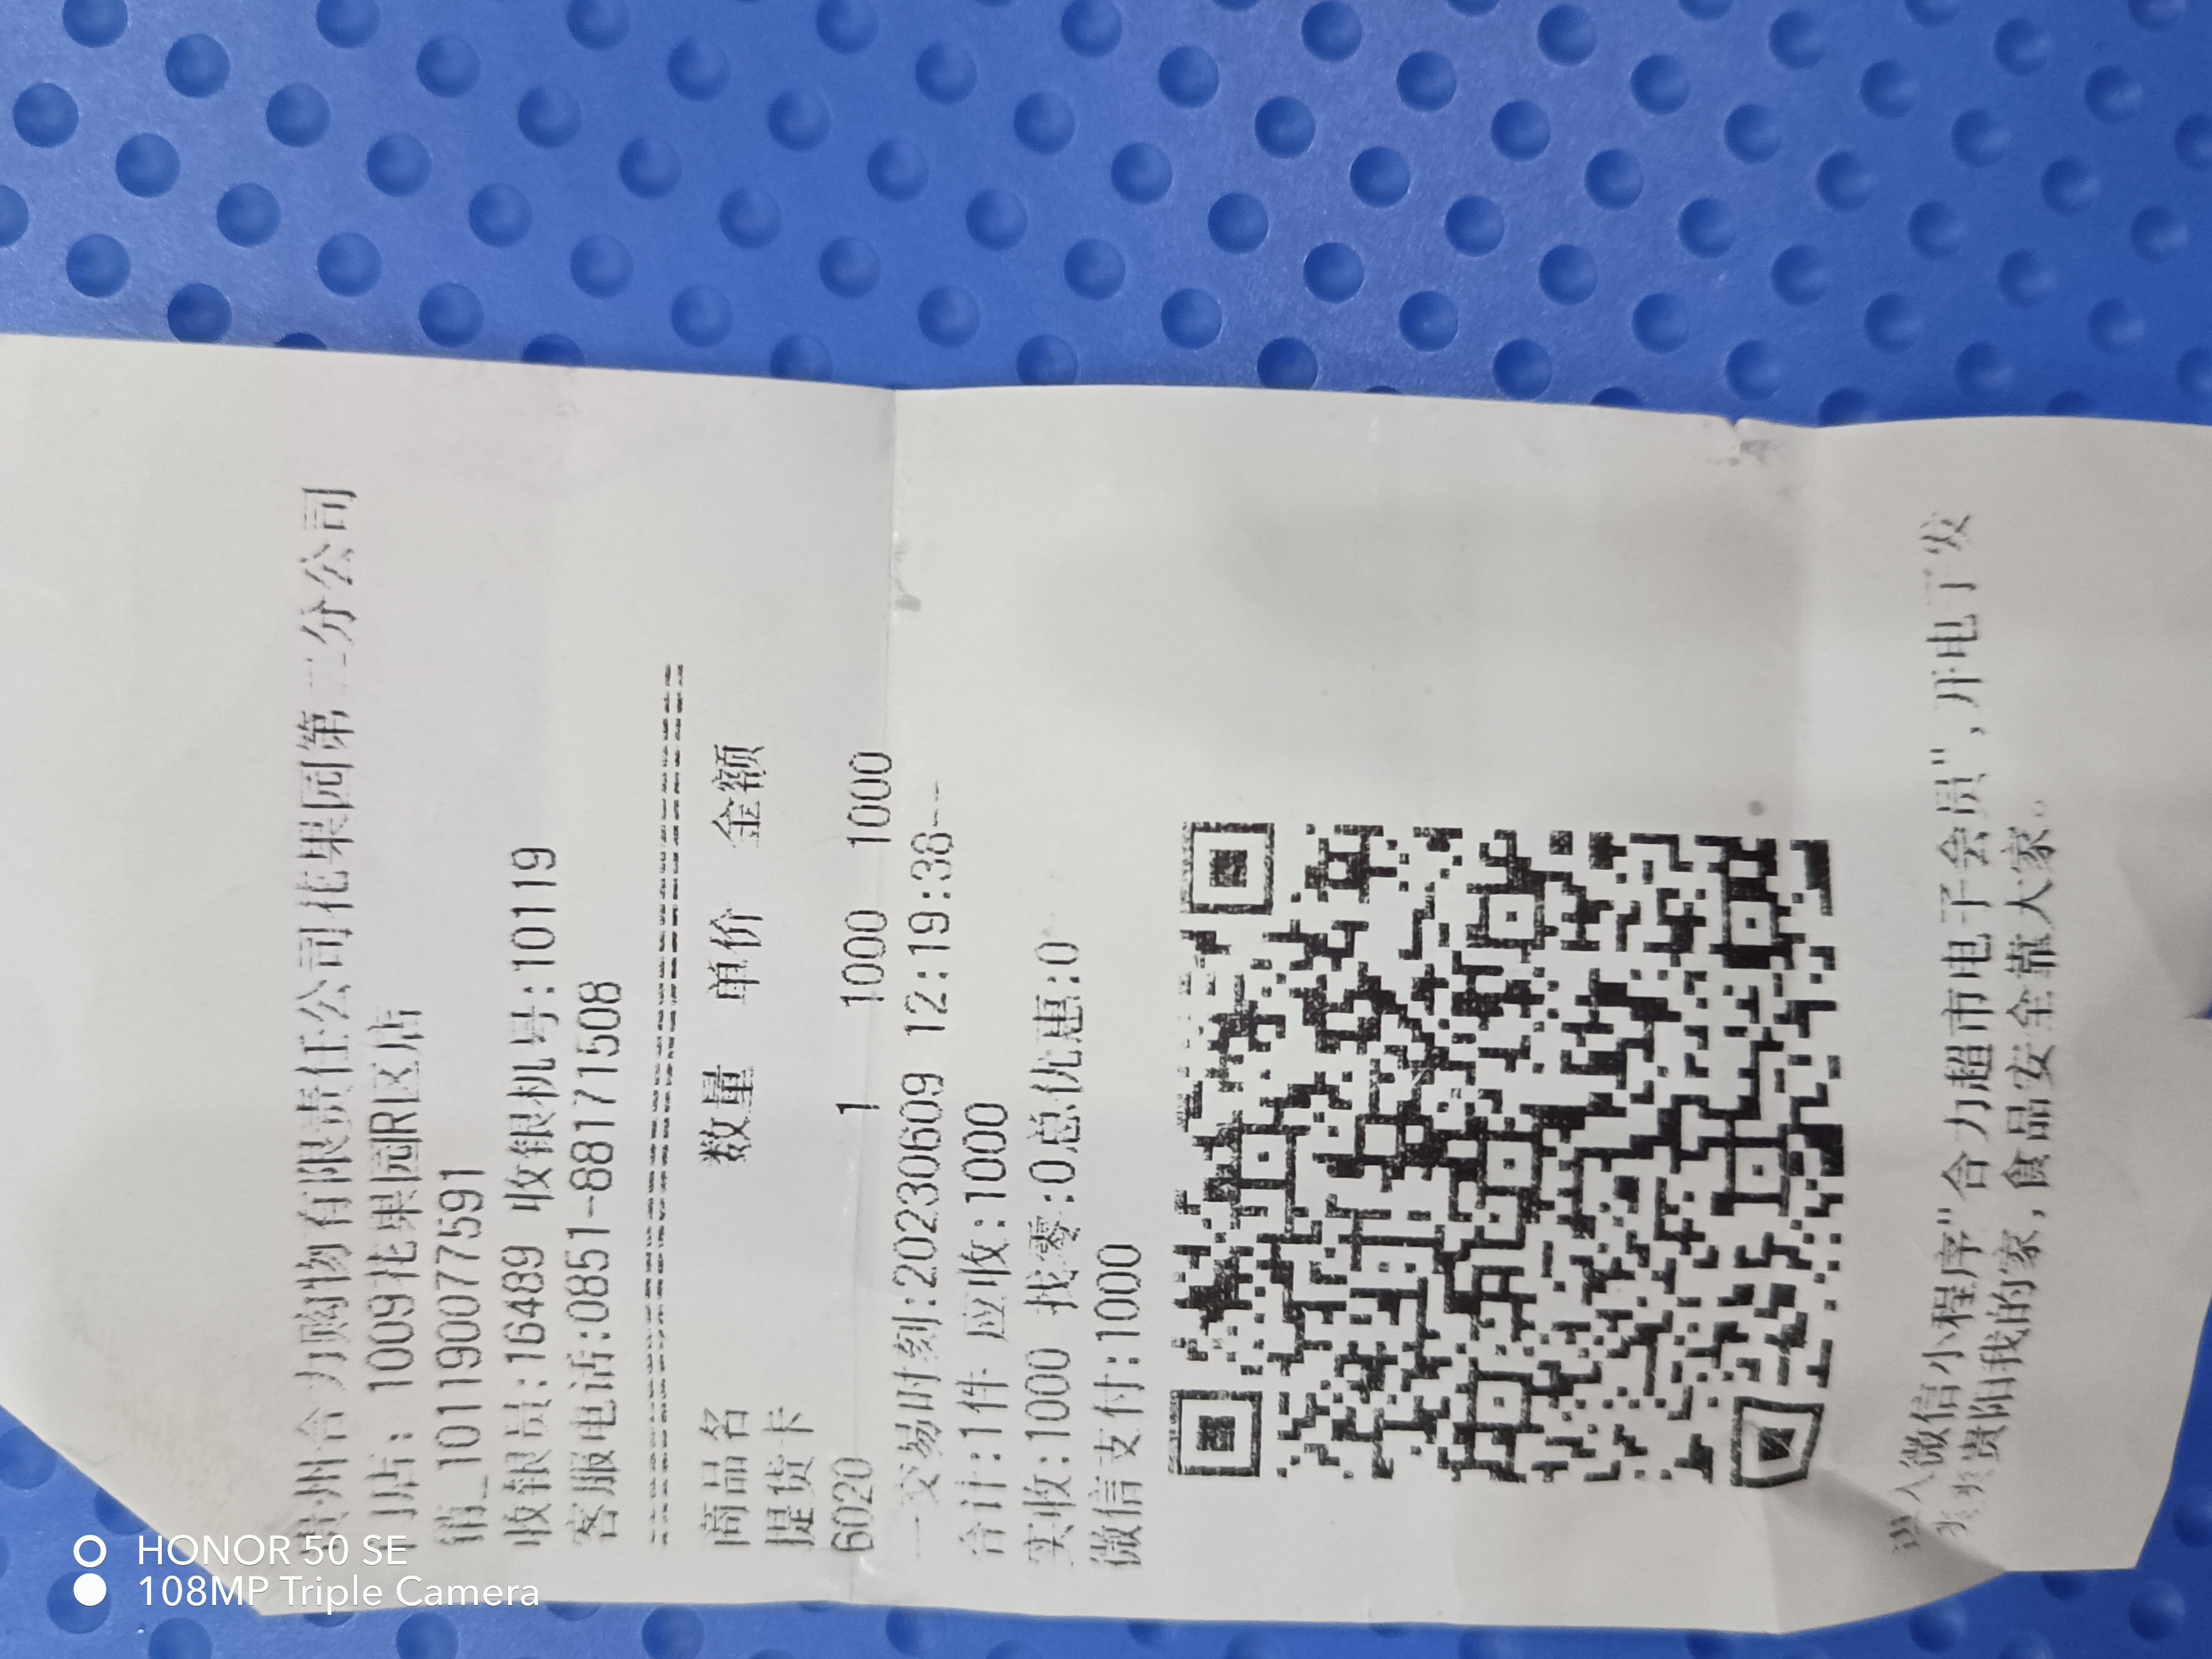 贵州合力购物有限责任公司花果园第二分公司
门店: 1009花果园R区店
销_101190077591
收银员:16489 收银机号:10119
客服电话:0851-88171508
商品名 数量 单价 金额
提货卡
6020 1 1000 1000
---交易时刻:20230609 12:19:38---
合计:1件 应收:1000
实收:1000 找零:0总优惠:0
微信支付:1000
进入微信小程序"合力超市电子会员",开电子发
爽爽贵阳我的家,食品安全靠大家。
HONOR 50 SE
108MP Triple Camera